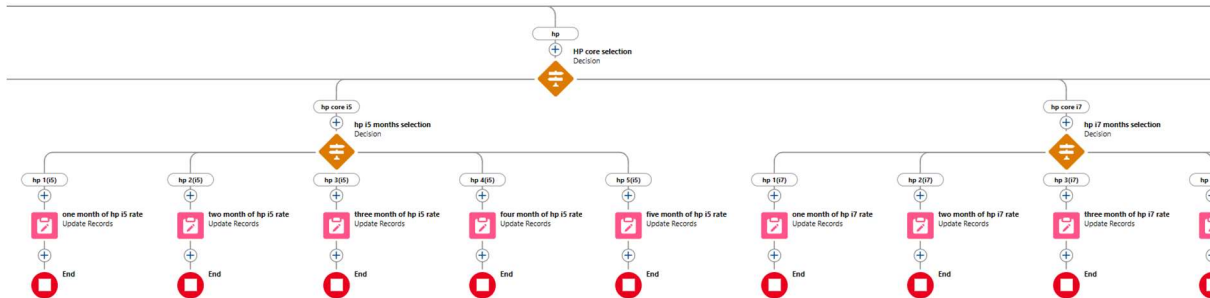 hp
HP core selection
Decision
hp core i5
hp core i7
hp i5 months selection
Decision
hp i7 months selection
Decision
hp 1(i5)
hp 2(i5)
hp 3(i5)
hp 4(i5)
hp 5(i5)
hp 1(i7)
hp 2(i7)
hp 3(i7)
hp
one month of hp i5 rate
Update Records
two month of hp i5 rate
Update Records
three month of hp i5 rate
Update Records
four month of hp i5 rate
Update Records
five month of hp i5 rate
Update Records
one month of hp i7 rate
Update Records
two month of hp i7 rate
Update Records
three month of hp i7 rate
Update Records
End
End
End
End
End
End
End
End